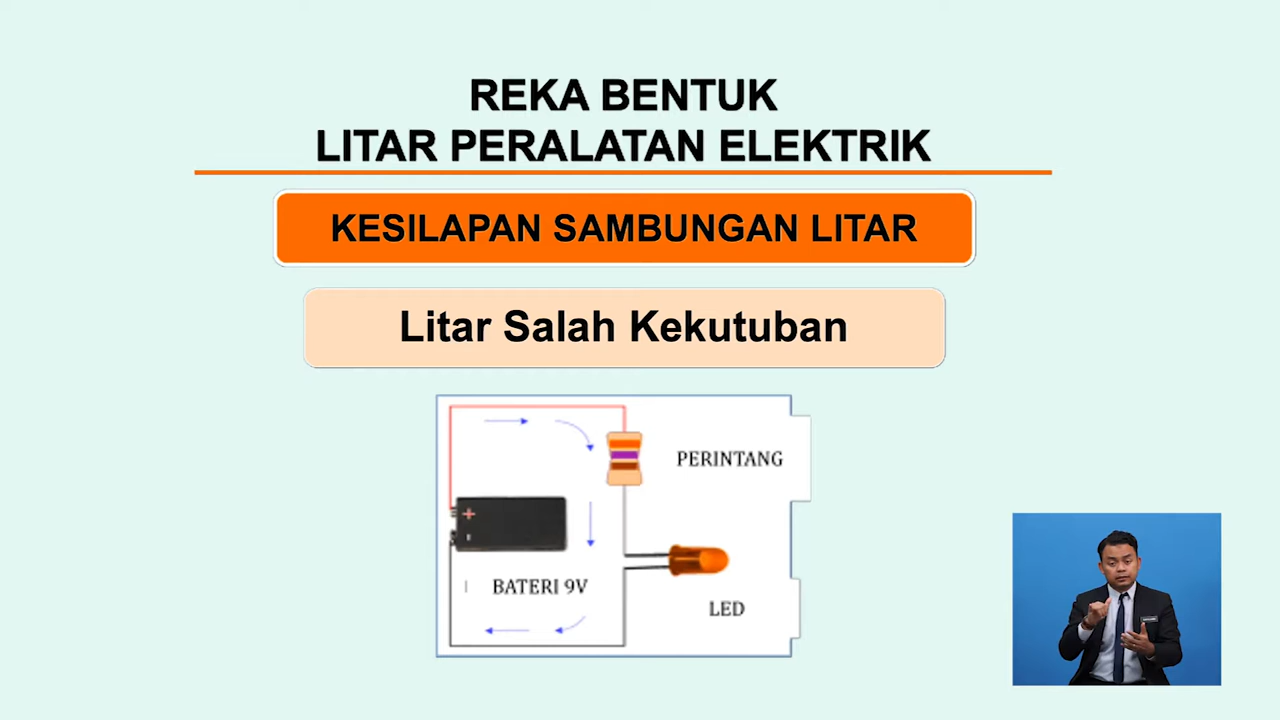 REKA BENTUK
LITAR PERALATAN ELEKTRIK
KESILAPAN SAMBUNGAN LITAR
Litar Salah Kekutuban
PERINTANG
+
-
BATERI 9V
LED